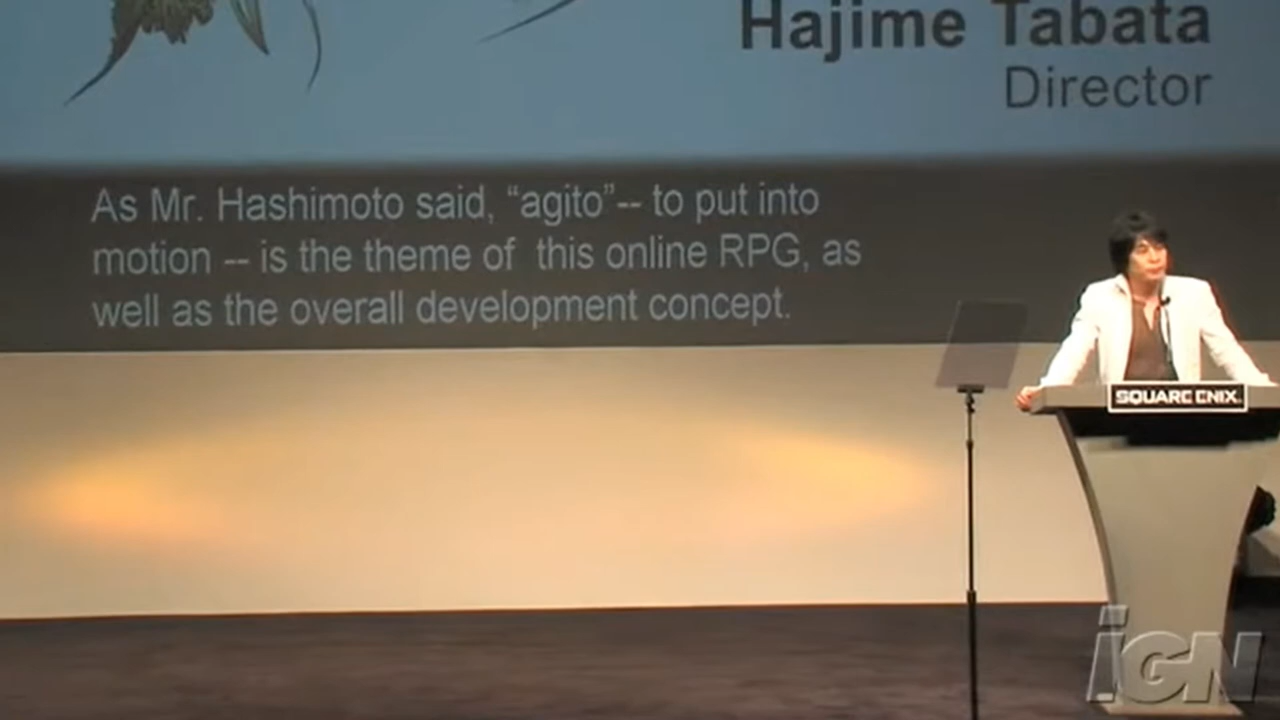 Hajime Tabata
Director
As Mr. Hashimoto said, “agito”-- to put into
motion -- is the theme of this online RPG, as
well as the overall development concept.
SQUARE ENIX
IGN